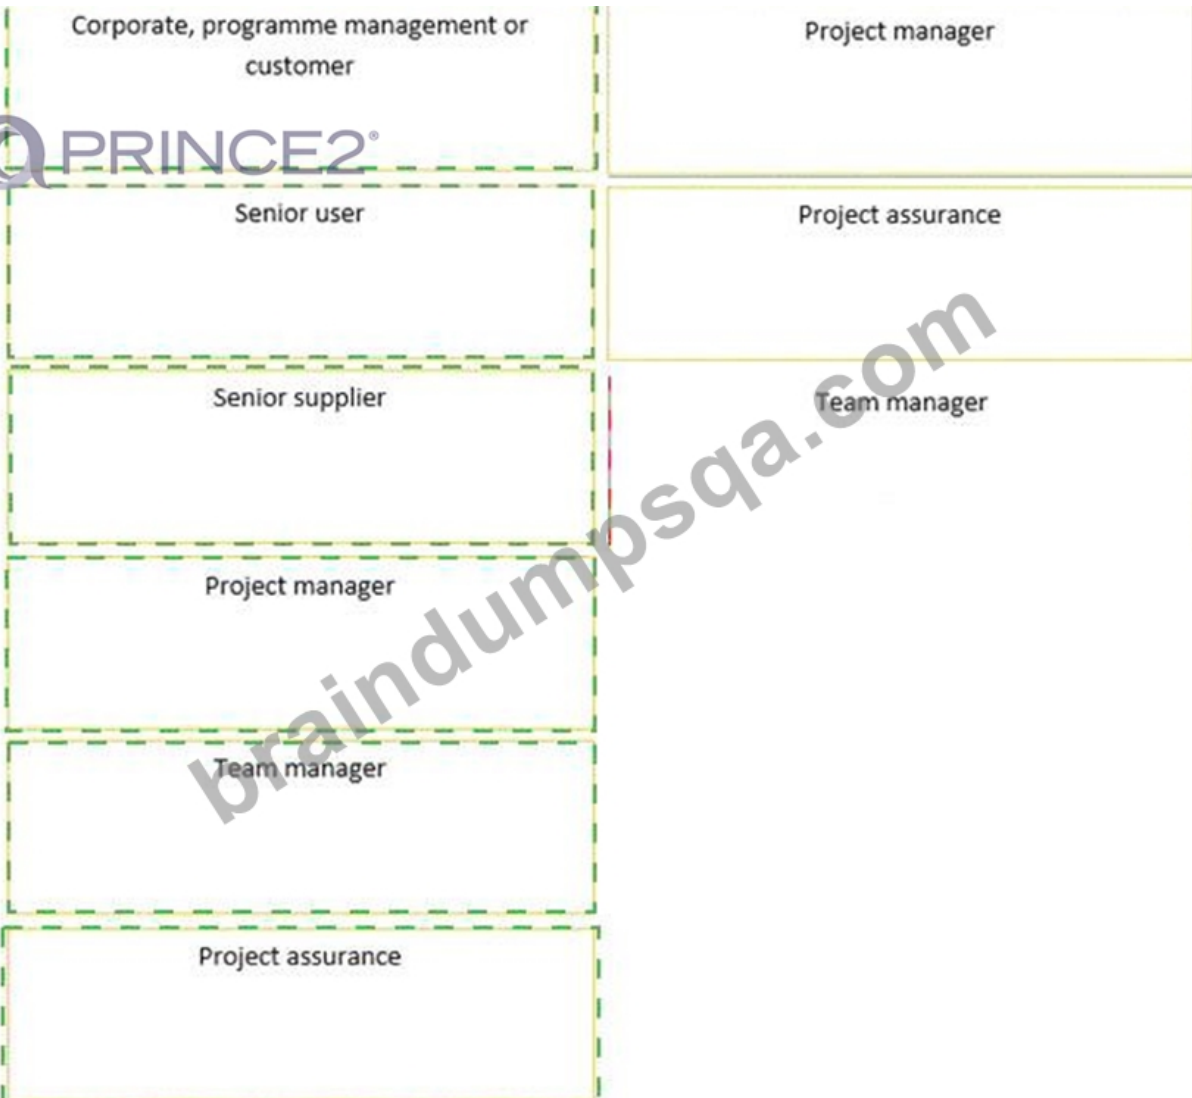 Corporate, programme management or
customer
Project manager
PRINCE2®
Senior user
Project assurance
Senior supplier
Team manager
Project manager
Team manager
Project assurance
braindumpsqa.com